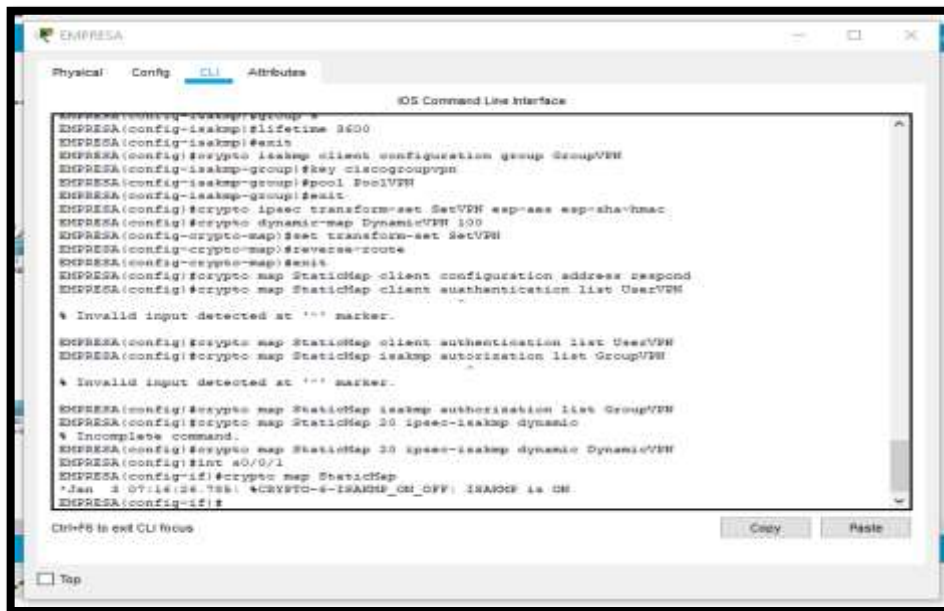 EMPRESA
Physical Config CLI Attributes
IOS Command Line Interface
EMPRESA(config-isakmp)#
EMPRESA(config-isakmp)#lifetime 3600
EMPRESA(config-isakmp)#exit
EMPRESA(config)#crypto isakmp client configuration group GroupVPN
EMPRESA(config-isakmp-group)#key ciscogroupvpn
EMPRESA(config-isakmp-group)#pool PoolVPN
EMPRESA(config-isakmp-group)#exit
EMPRESA(config)#crypto ipsec transform-set SetVPN esp-aes esp-sha-hmac
EMPRESA(config)#crypto dynamic-map DynamicVPN 100
EMPRESA(config-crypto-map)#set transform-set SetVPN
EMPRESA(config-crypto-map)#reverse-route
EMPRESA(config-crypto-map)#exit
EMPRESA(config)#crypto map StaticMap client configuration address respond
EMPRESA(config)#crypto map StaticMap client auathentication list UserVPN
^
% Invalid input detected at '^' marker.
EMPRESA(config)#crypto map StaticMap client authentication list UserVPN
EMPRESA(config)#crypto map StaticMap isakmp autorization list GroupVPN
^
% Invalid input detected at '^' marker.
EMPRESA(config)#crypto map StaticMap isakmp authorization list GroupVPN
EMPRESA(config)#crypto map StaticMap 20 ipsec-isakmp dynamic
% Incomplete command.
EMPRESA(config)#crypto map StaticMap 20 ipsec-isakmp dynamic DynamicVPN
EMPRESA(config)#int s0/0/1
EMPRESA(config-if)#crypto map StaticMap
*Jan 3 07:16:26.785: %CRYPTO-6-ISAKMP_ON_OFF: ISAKMP is ON
EMPRESA(config-if)#
Ctrl+F6 to exit CLI focus
Copy Paste
Top